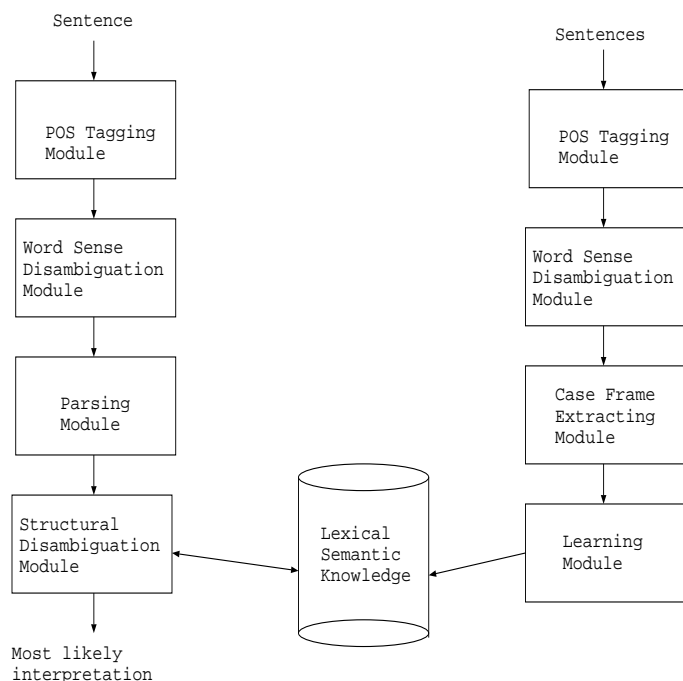 Sentence
POS Tagging
Module
Word Sense
Disambiguation
Module
Parsing
Module
Structural
Disambiguation
Module
Most likely
interpretation
Lexical
Semantic
Knowledge
Sentences
POS Tagging
Module
Word Sense
Disambiguation
Module
Case Frame
Extracting
Module
Learning
Module